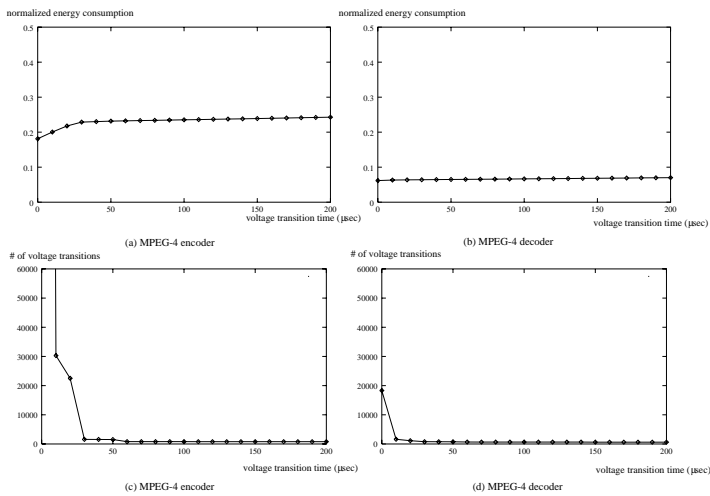 normalized energy consumption
0.5
0.4
0.3
0.2
0.1
0
0 50 100 150 200
voltage transition time (μsec)
(a) MPEG-4 encoder
normalized energy consumption
0.5
0.4
0.3
0.2
0.1
0
0 50 100 150 200
voltage transition time (μsec)
(b) MPEG-4 decoder
# of voltage transitions
60000
50000
40000
30000
20000
10000
0
0 50 100 150 200
voltage transition time (μsec)
(c) MPEG-4 encoder
# of voltage transitions
60000
50000
40000
30000
20000
10000
0
0 50 100 150 200
voltage transition time (μsec)
(d) MPEG-4 decoder